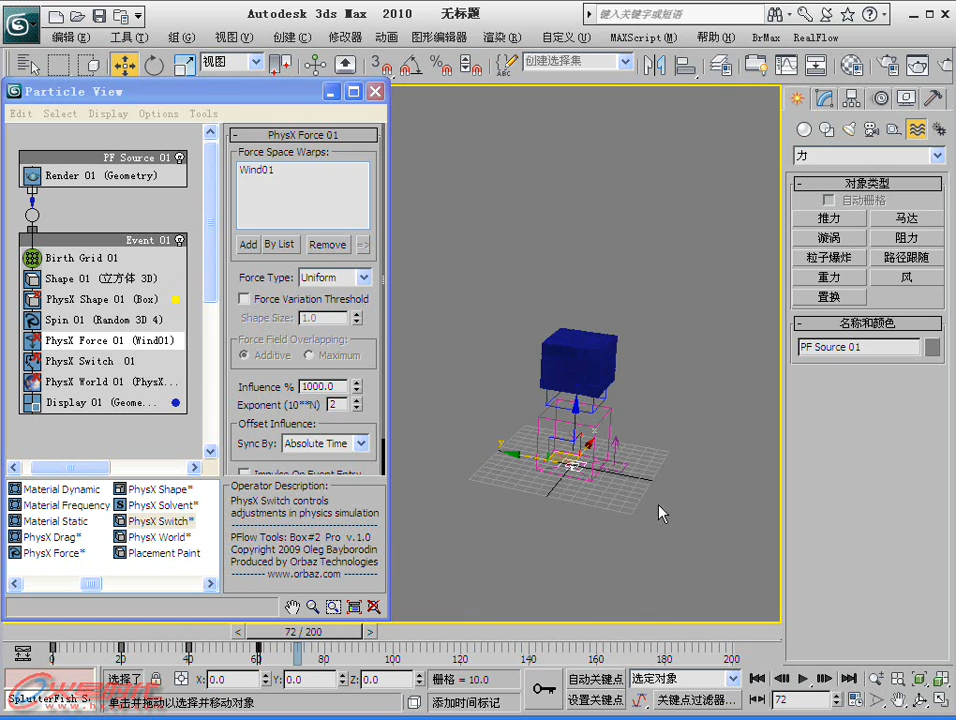 Autodesk 3ds Max 2010 无标题
键入关键字或短语
编辑(E) 工具(T) 组(G) 视图(V) 创建(C) 修改器 动画 图形编辑器 渲染(R) 自定义(U) MAXScript(M) 帮助(H) BrMax RealFlow
视图 创建选择集
Particle View
Edit Select Display Options Tools
PF Source 01
Render 01 (Geometry)
Event 01
Birth Grid 01
Shape 01 (立方体 3D)
PhysX Shape 01 (Box)
Spin 01 (Random 3D 4)
PhysX Force 01 (Wind01)
PhysX Switch 01
PhysX World 01 (PhysX...
Display 01 (Geome...
- PhysX Force 01
Force Space Warps:
Wind01
Add By List Remove =>
Force Type: Uniform
Force Variation Threshold
Shape Size: 1.0
Force Field Overlapping:
Additive Maximum
Influence % 1000.0
Exponent (10**N) 2
Offset Influence:
Sync By: Absolute Time
Impulse On Event Entry
Material Dynamic PhysX Shape*
Material Frequency PhysX Solvent*
Material Static PhysX Switch*
PhysX Drag* PhysX World*
PhysX Force* Placement Paint
Operator Description:
PhysX Switch controls
adjustments in physics simulation
PFlow Tools: Box#2 Pro v.1.0
Copyright 2009 Oleg Bayborodin
Produced by Orbaz Technologies
-------- www.orbaz.com --------
x
y
力
- 对象类型
自动栅格
推力 马达
漩涡 阻力
粒子爆炸 路径跟随
重力 风
置换
- 名称和颜色
PF Source 01
< 72 / 200 >
0 20 40 60 80 100 120 140 160 180 200
选择了 X: 0.0 Y: 0.0 Z: 0.0 栅格 = 10.0 自动关键点 选定对象
SplutterFish S
单击并拖动以选择并移动对象 添加时间标记 设置关键点 关键点过滤器... 72